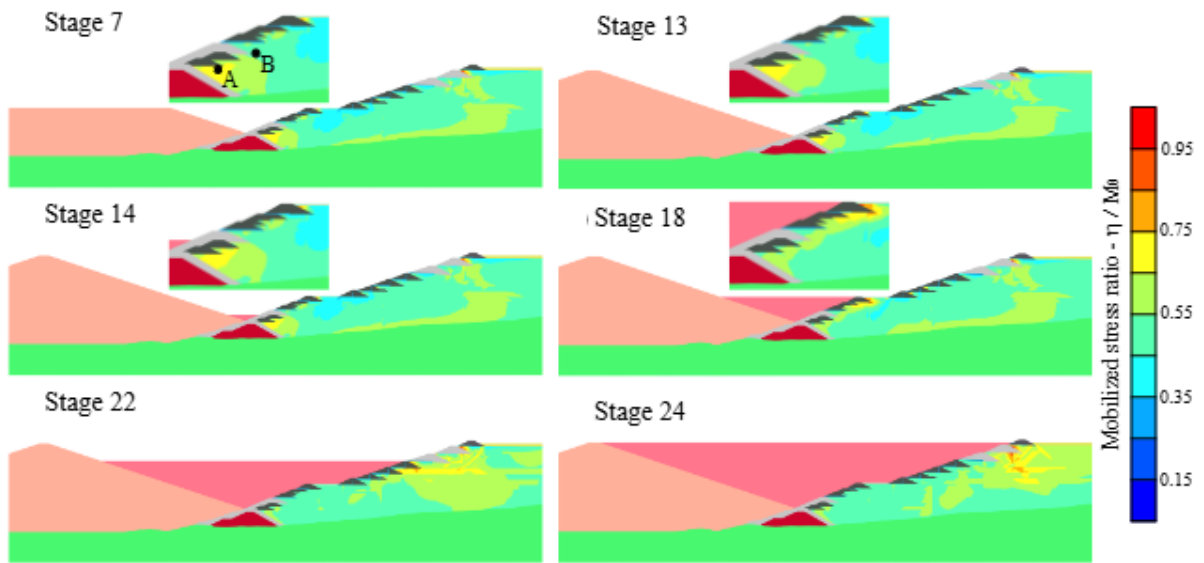 Stage 7
Stage 13
A
B
Stage 14
) Stage 18
Stage 22
Stage 24
Mobilized stress ratio - η / Mθ
0.95
0.75
0.55
0.35
0.15